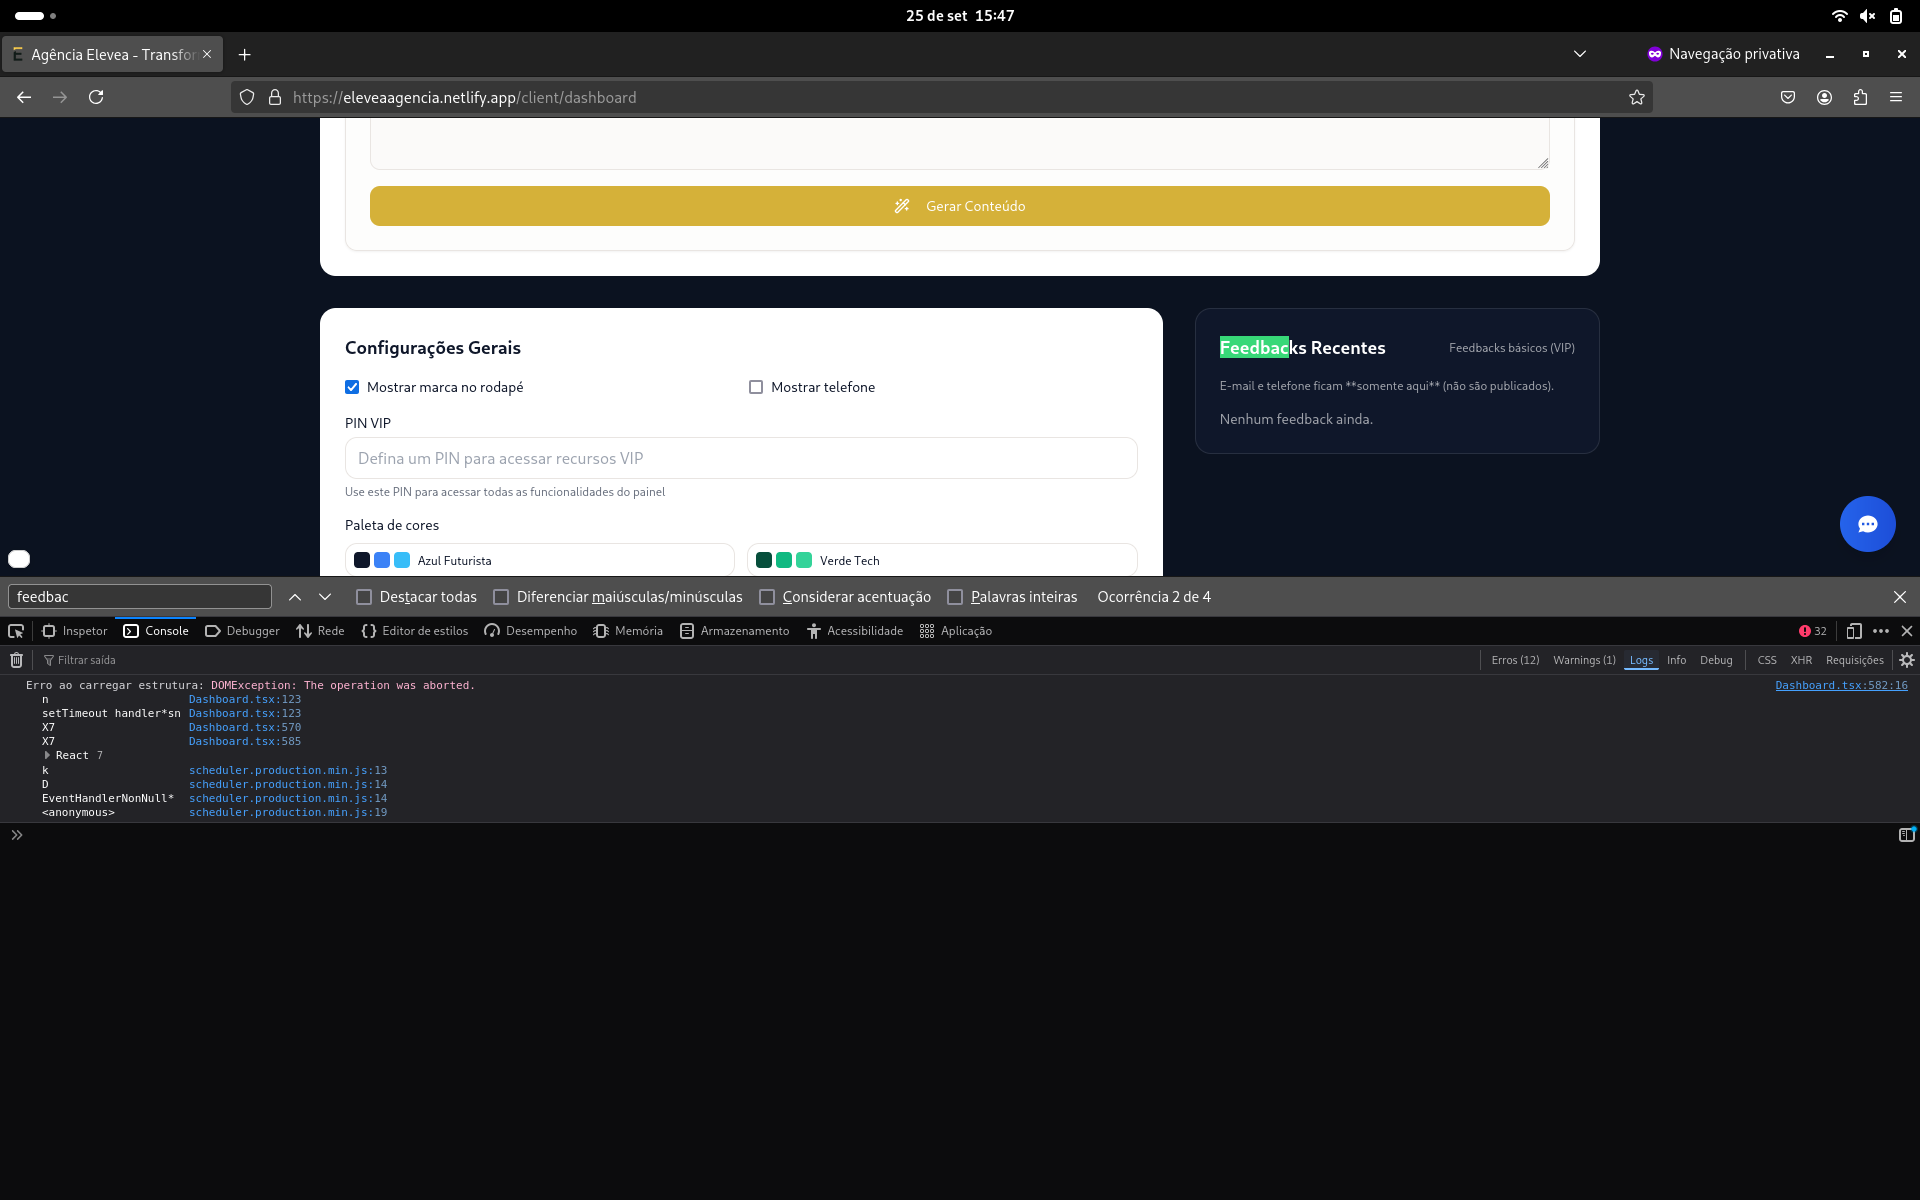 25 de set 15:47
Agência Elevea - Transfor
Navegação privativa
https://eleveaagencia.netlify.app/client/dashboard
Gerar Conteúdo
Configurações Gerais
Mostrar marca no rodapé
Mostrar telefone
PIN VIP
Defina um PIN para acessar recursos VIP
Use este PIN para acessar todas as funcionalidades do painel
Paleta de cores
Azul Futurista
Verde Tech
Feedbacks Recentes
Feedbacks básicos (VIP)
E-mail e telefone ficam **somente aqui** (não são publicados).
Nenhum feedback ainda.
feedbac
Destacar todas
Diferenciar maiúsculas/minúsculas
Considerar acentuação
Palavras inteiras
Ocorrência 2 de 4
Inspetor
Console
Debugger
Rede
Editor de estilos
Desempenho
Memória
Armazenamento
Acessibilidade
Aplicação
32
Filtrar saída
Erros (12)
Warnings (1)
Logs
Info
Debug
CSS
XHR
Requisições
Erro ao carregar estrutura: DOMException: The operation was aborted.
Dashboard.tsx:582:16
n Dashboard.tsx:123
setTimeout handler*sn Dashboard.tsx:123
X7 Dashboard.tsx:570
X7 Dashboard.tsx:585
React 7
k scheduler.production.min.js:13
D scheduler.production.min.js:14
EventHandlerNonNull* scheduler.production.min.js:14
<anonymous> scheduler.production.min.js:19